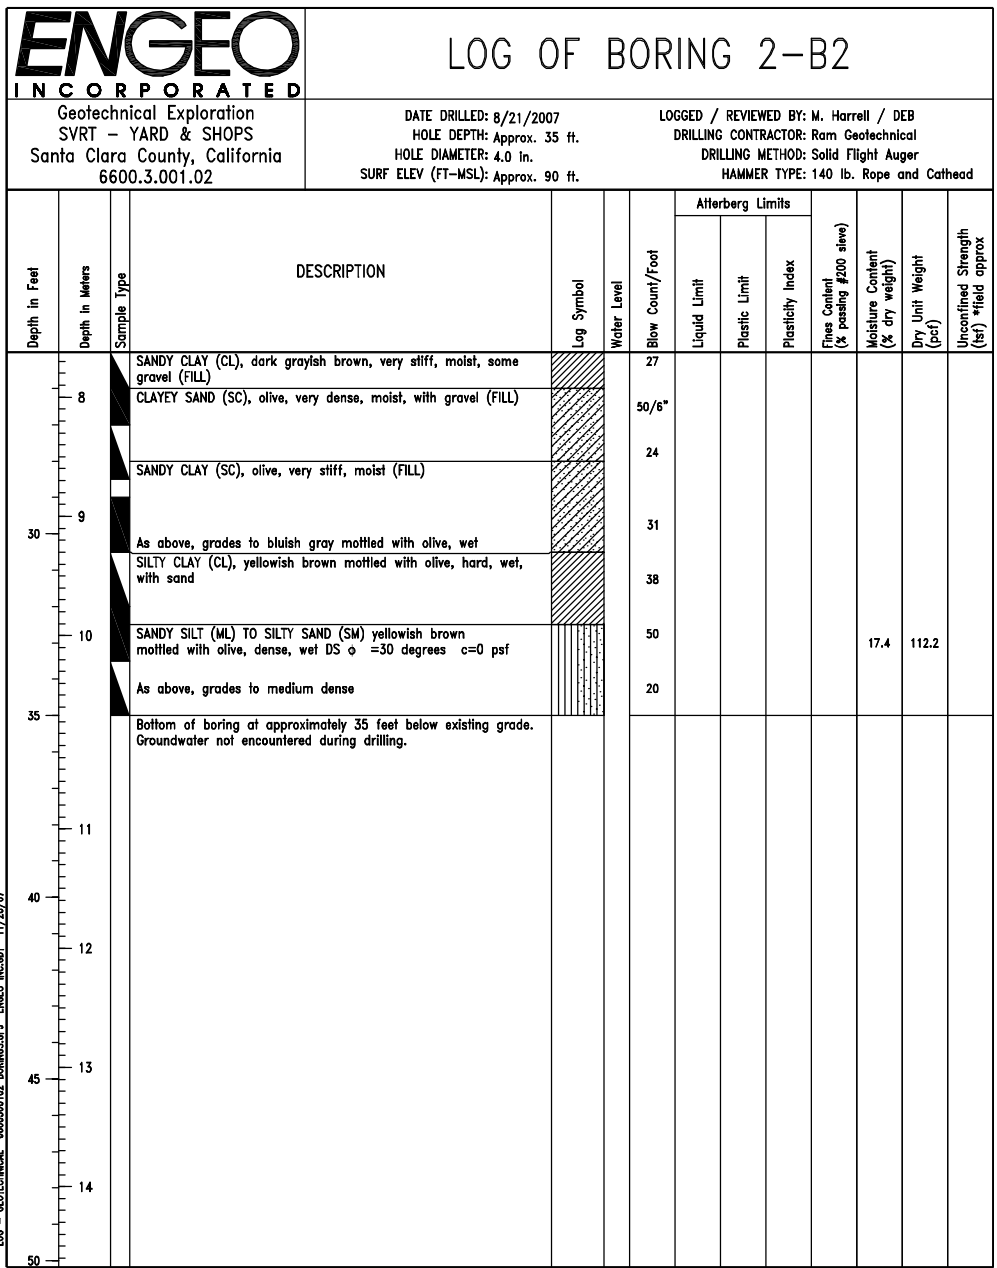 ENGEO
INCORPORATED
LOG OF BORING 2-B2
Geotechnical Exploration
SVRT - YARD & SHOPS
Santa Clara County, California
6600.3.001.02
DATE DRILLED: 8/21/2007
HOLE DEPTH: Approx. 35 ft.
HOLE DIAMETER: 4.0 in.
SURF ELEV (FT-MSL): Approx. 90 ft.
LOGGED / REVIEWED BY: M. Harrell / DEB
DRILLING CONTRACTOR: Ram Geotechnical
DRILLING METHOD: Solid Flight Auger
HAMMER TYPE: 140 lb. Rope and Cathead
Depth in Feet
Depth in Meters
Sample Type
DESCRIPTION
Log Symbol
Water Level
Blow Count/Foot
Atterberg Limits
Liquid Limit
Plastic Limit
Plasticity Index
Fines Content
(% passing #200 sieve)
Moisture Content
(% dry weight)
Dry Unit Weight
(pcf)
Unconfined Strength
(tsf) *field approx
SANDY CLAY (CL), dark grayish brown, very stiff, moist, some
gravel (FILL)
27
8
CLAYEY SAND (SC), olive, very dense, moist, with gravel (FILL)
50/6"
24
SANDY CLAY (SC), olive, very stiff, moist (FILL)
9
31
30
As above, grades to bluish gray mottled with olive, wet
SILTY CLAY (CL), yellowish brown mottled with olive, hard, wet,
with sand
38
10
SANDY SILT (ML) TO SILTY SAND (SM) yellowish brown
mottled with olive, dense, wet DS ϕ =30 degrees c=0 psf
50
17.4
112.2
As above, grades to medium dense
20
35
Bottom of boring at approximately 35 feet below existing grade.
Groundwater not encountered during drilling.
11
40
12
13
45
14
50